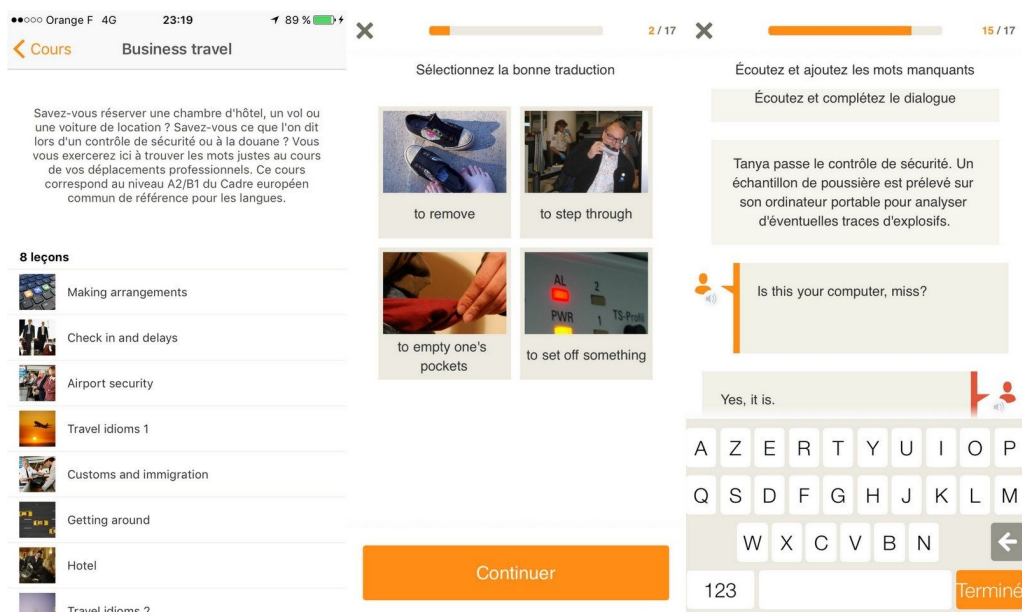 ●●○○○ Orange F 4G 23:19 89 %
Cours Business travel
Savez-vous réserver une chambre d'hôtel, un vol ou
une voiture de location ? Savez-vous ce que l'on dit
lors d'un contrôle de sécurité ou à la douane ? Vous
vous exercerez ici à trouver les mots justes au cours
de vos déplacements professionnels. Ce cours
correspond au niveau A2/B1 du Cadre européen
commun de référence pour les langues.
8 leçons
Making arrangements
Check in and delays
Airport security
Travel idioms 1
Customs and immigration
Getting around
Hotel
Travel idioms 2
2 / 17
Sélectionnez la bonne traduction
to remove
to step through
to empty one's
pockets
AL 2
PWR 1 TS-Profi
to set off something
Continuer
15 / 17
Écoutez et ajoutez les mots manquants
Écoutez et complétez le dialogue
Tanya passe le contrôle de sécurité. Un
échantillon de poussière est prélevé sur
son ordinateur portable pour analyser
d'éventuelles traces d'explosifs.
Is this your computer, miss?
Yes, it is.
A Z E R T Y U I O P
Q S D F G H J K L M
W X C V B N
123 Terminé